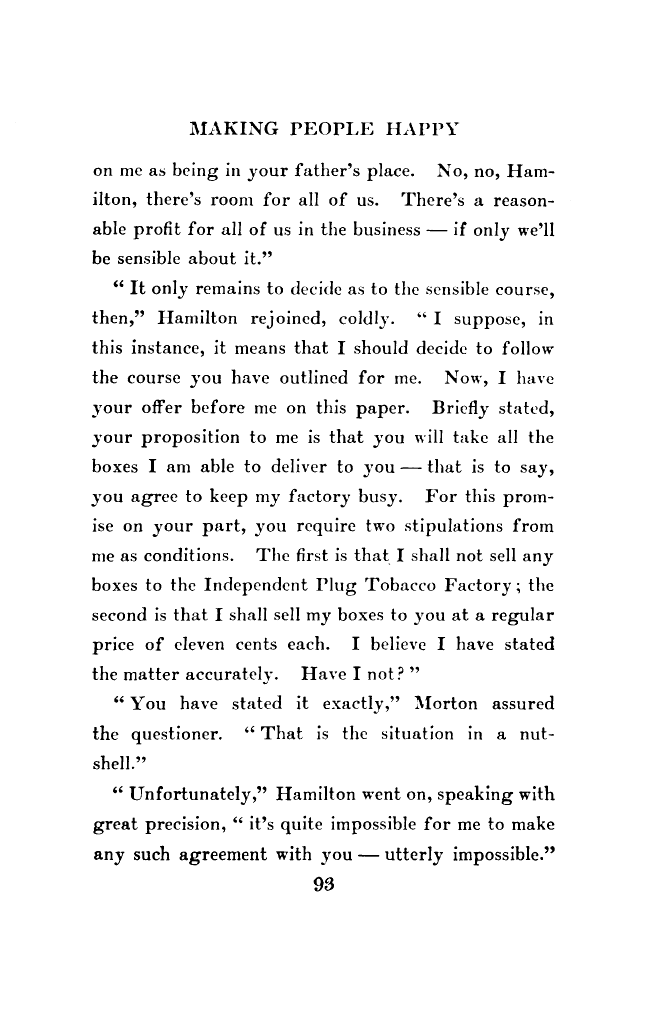 MAKING PEOPLE HAPPY
on me as being in your father's place. No, no, Ham-
ilton, there's room for all of us. There's a reason-
able profit for all of us in the business — if only we'll
be sensible about it."
" It only remains to decide as to the sensible course,
then," Hamilton rejoined, coldly. " I suppose, in
this instance, it means that I should decide to follow
the course you have outlined for me. Now, I have
your offer before me on this paper. Briefly stated,
your proposition to me is that you will take all the
boxes I am able to deliver to you — that is to say,
you agree to keep my factory busy. For this prom-
ise on your part, you require two stipulations from
me as conditions. The first is that I shall not sell any
boxes to the Independent Plug Tobacco Factory; the
second is that I shall sell my boxes to you at a regular
price of eleven cents each. I believe I have stated
the matter accurately. Have I not? "
" You have stated it exactly," Morton assured
the questioner. " That is the situation in a nut-
shell."
" Unfortunately," Hamilton went on, speaking with
great precision, " it's quite impossible for me to make
any such agreement with you — utterly impossible."
93